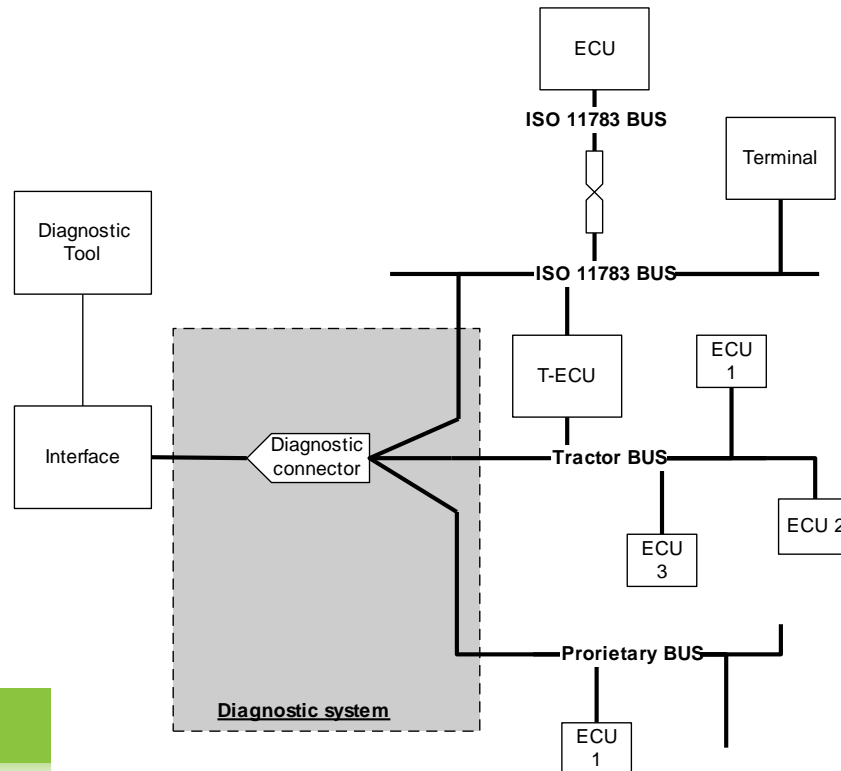 ECU
ISO 11783 BUS
Terminal
Diagnostic
Tool
ISO 11783 BUS
ECU
1
T-ECU
Interface
Diagnostic
connector
Tractor BUS
ECU 2
ECU
3
Prorietary BUS
Diagnostic system
ECU
1